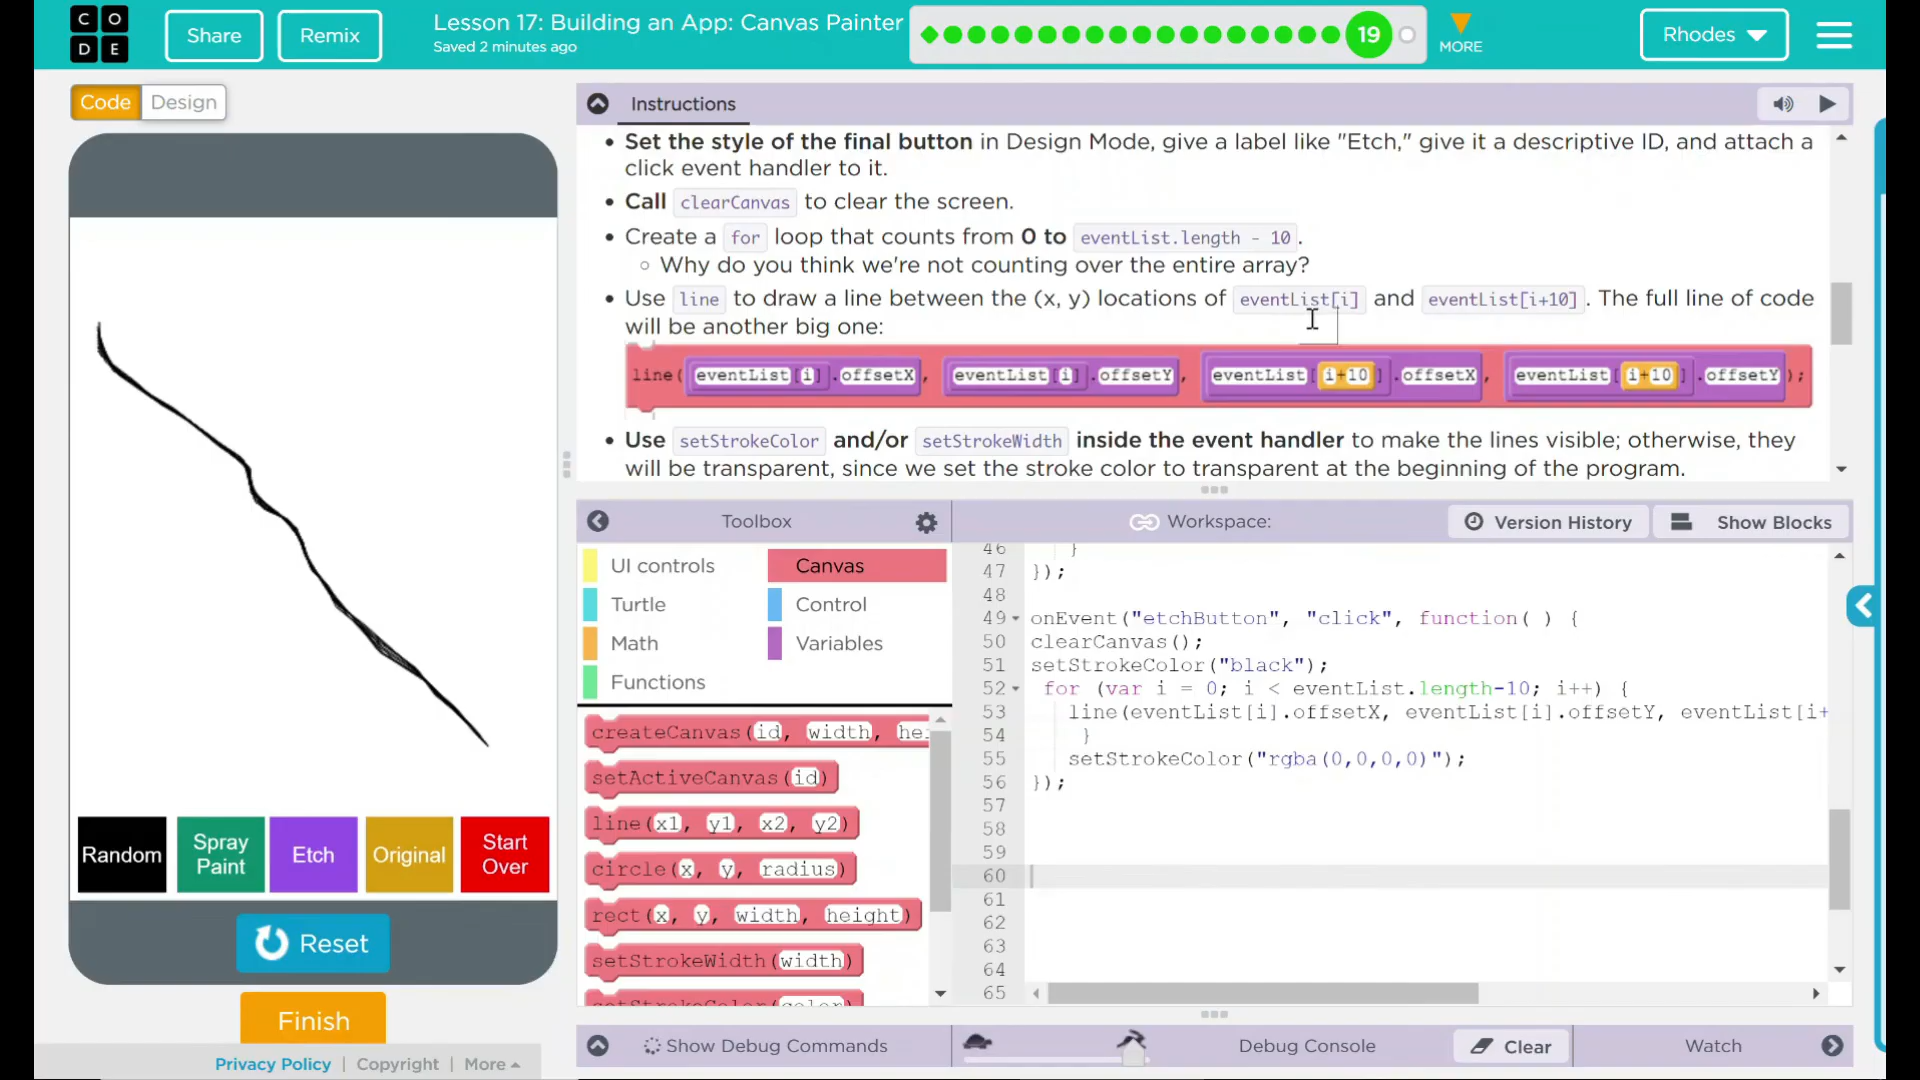 C O
D E
Share
Remix
Lesson 17: Building an App: Canvas Painter
Saved 2 minutes ago
19
MORE
Rhodes
Code
Design
Instructions
Set the style of the final button in Design Mode, give a label like "Etch," give it a descriptive ID, and attach a
click event handler to it.
Call clearCanvas to clear the screen.
Create a for loop that counts from 0 to eventList.length - 10.
Why do you think we're not counting over the entire array?
Use line to draw a line between the (x, y) locations of eventList[i] and eventList[i+10]. The full line of code
will be another big one:
line(eventList[i].offsetX, eventList[i].offsetY, eventList[i+10].offsetX, eventList[i+10].offsetY);
Use setStrokeColor and/or setStrokeWidth inside the event handler to make the lines visible; otherwise, they
will be transparent, since we set the stroke color to transparent at the beginning of the program.
Random
Spray
Paint
Etch
Original
Start
Over
Reset
Finish
Privacy Policy | Copyright | More
Toolbox
UI controls
Canvas
Turtle
Control
Math
Variables
Functions
createCanvas(id, width, hei
setActiveCanvas(id)
line(x1, y1, x2, y2)
circle(x, y, radius)
rect(x, y, width, height)
setStrokeWidth(width)
setStrokeColor(color)
Workspace:
Version History
Show Blocks
46 }
47 });
48
49 onEvent("etchButton", "click", function( ) {
50 clearCanvas();
51 setStrokeColor("black");
52 for (var i = 0; i < eventList.length-10; i++) {
53 line(eventList[i].offsetX, eventList[i].offsetY, eventList[i+
54 }
55 setStrokeColor("rgba(0,0,0,0)");
56 });
57
58
59
60
61
62
63
64
65
Show Debug Commands
Debug Console
Clear
Watch